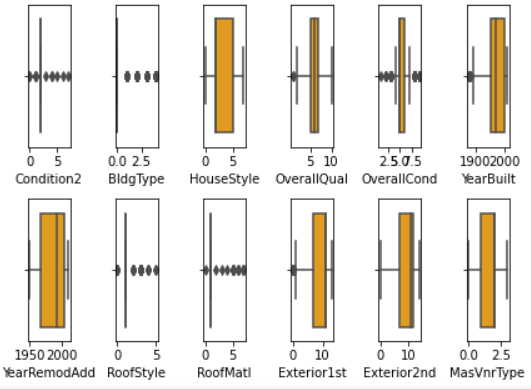 0 5 0.0 2.5 0 5 5 10 2.5 5.0 7.5 1900 2000
Condition2 BldgType HouseStyle OverallQual OverallCond YearBuilt
1950 2000 0 5 0 5 0 10 0 10 0.0 2.5
YearRemodAdd RoofStyle RoofMatl Exterior1st Exterior2nd MasVnrType